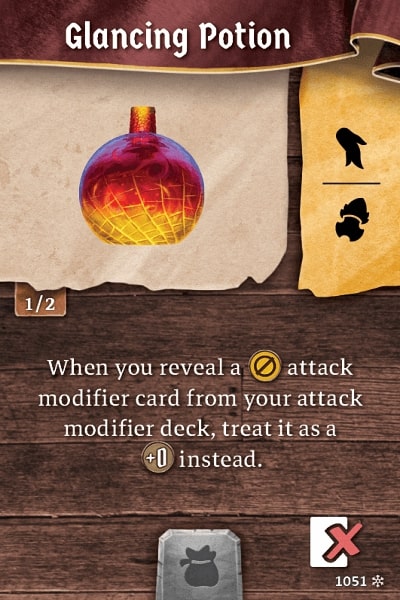 Glancing Potion
1/2
When you reveal a attack
modifier card from your attack
modifier deck, treat it as a
+0 instead.
1051